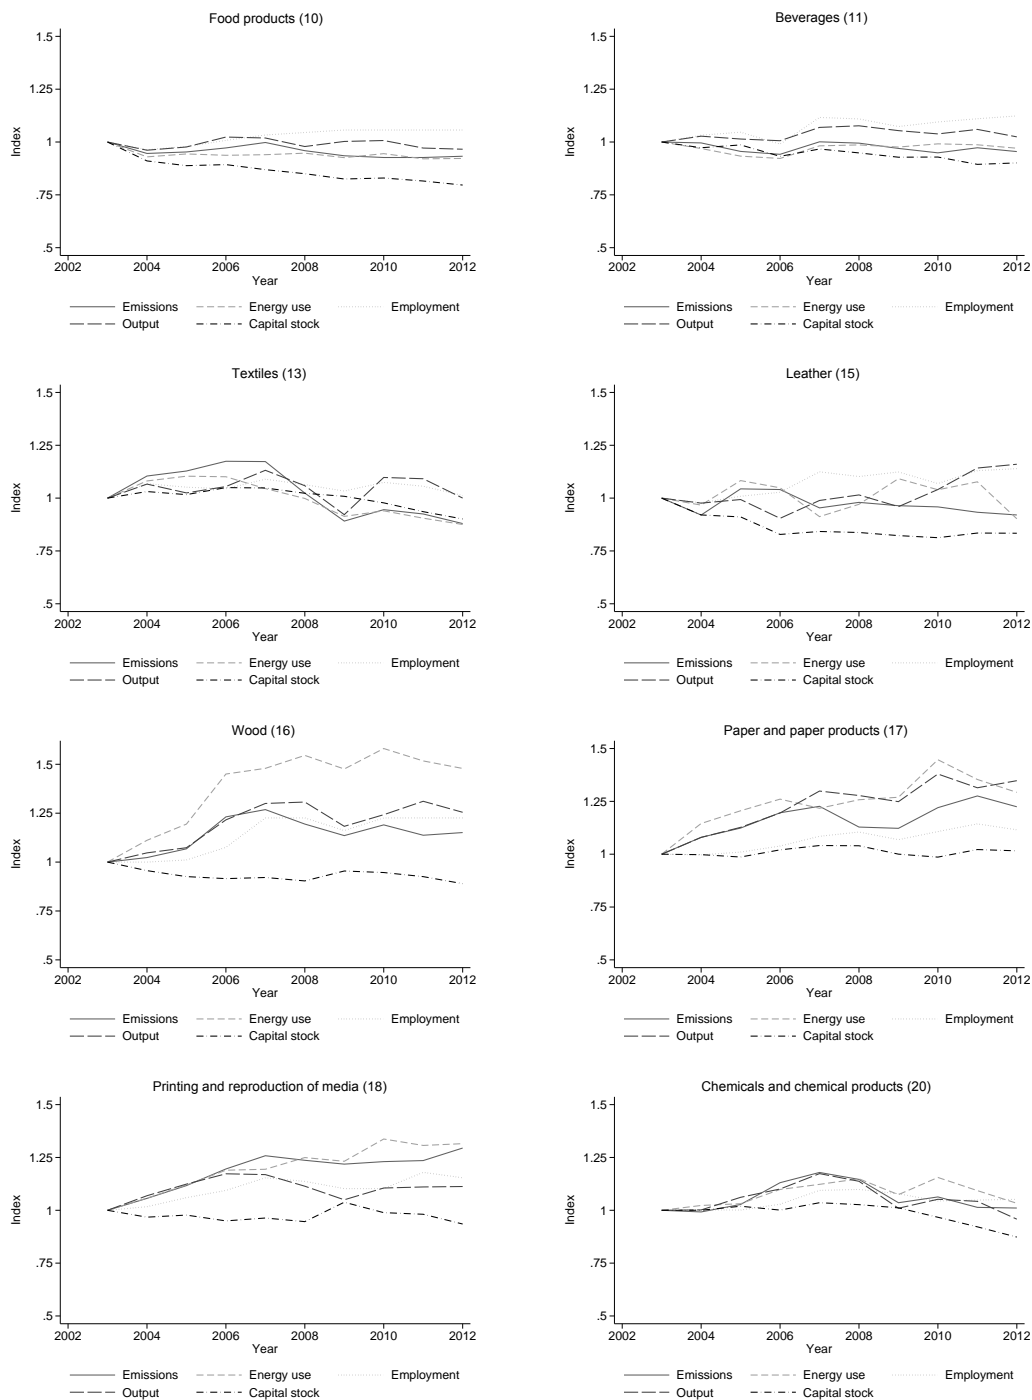 Food products (10)
1.5
1.25
1
.75
.5
Index
2002 2004 2006 2008 2010 2012
Year
Emissions Energy use Employment
Output Capital stock
Beverages (11)
1.5
1.25
1
.75
.5
Index
2002 2004 2006 2008 2010 2012
Year
Emissions Energy use Employment
Output Capital stock
Textiles (13)
1.5
1.25
1
.75
.5
Index
2002 2004 2006 2008 2010 2012
Year
Emissions Energy use Employment
Output Capital stock
Leather (15)
1.5
1.25
1
.75
.5
Index
2002 2004 2006 2008 2010 2012
Year
Emissions Energy use Employment
Output Capital stock
Wood (16)
1.5
1.25
1
.75
.5
Index
2002 2004 2006 2008 2010 2012
Year
Emissions Energy use Employment
Output Capital stock
Paper and paper products (17)
1.5
1.25
1
.75
.5
Index
2002 2004 2006 2008 2010 2012
Year
Emissions Energy use Employment
Output Capital stock
Printing and reproduction of media (18)
1.5
1.25
1
.75
.5
Index
2002 2004 2006 2008 2010 2012
Year
Emissions Energy use Employment
Output Capital stock
Chemicals and chemical products (20)
1.5
1.25
1
.75
.5
Index
2002 2004 2006 2008 2010 2012
Year
Emissions Energy use Employment
Output Capital stock